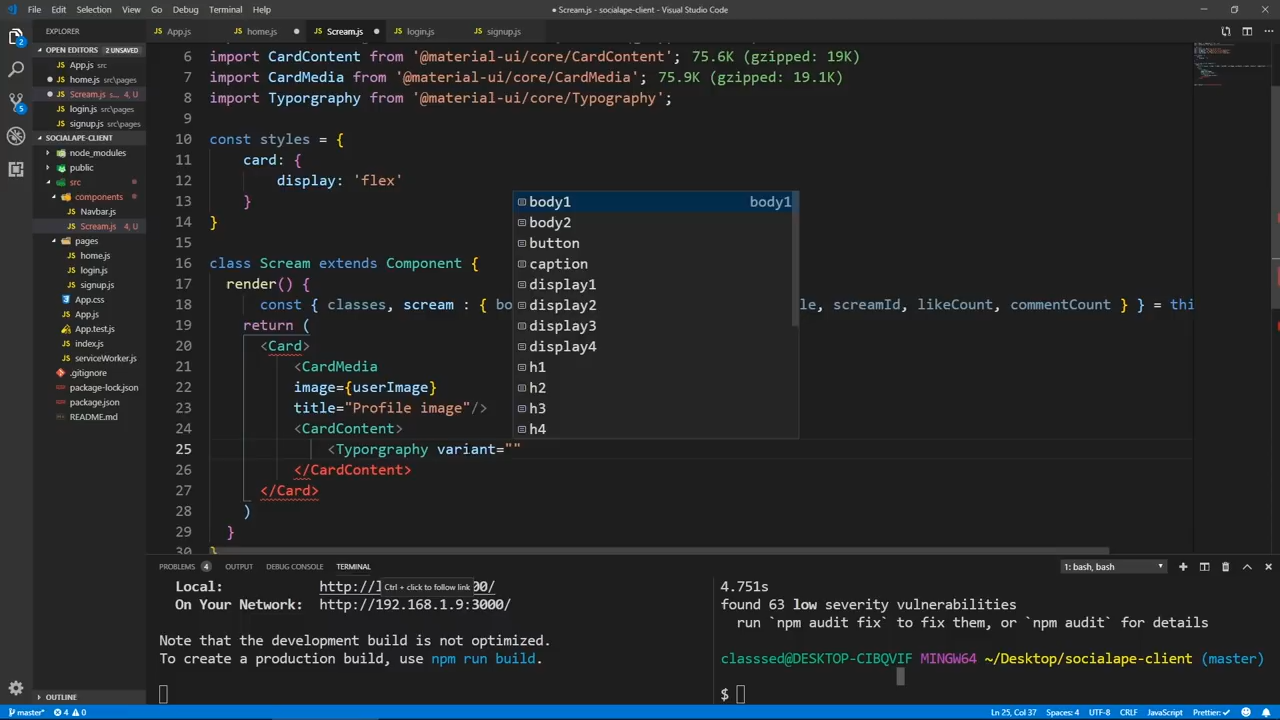 File Edit Selection View Go Debug Terminal Help
● Scream.js - socialape-client - Visual Studio Code
EXPLORER
OPEN EDITORS 2 UNSAVED
App.js
home.js src\pages
Scream.js s... 4, U
login.js src\pages
signup.js src\pages
SOCIALAPE-CLIENT
node_modules
public
src
components
Navbar.js
Scream.js 4, U
pages
home.js
login.js
signup.js
App.css
App.js
App.test.js
index.js
serviceWorker.js
.gitignore
package-lock.json
package.json
README.md
OUTLINE
App.js home.js Scream.js login.js signup.js
6 import CardContent from '@material-ui/core/CardContent'; 75.6K (gzipped: 19K)
7 import CardMedia from '@material-ui/core/CardMedia'; 75.9K (gzipped: 19.1K)
8 import Typorgraphy from '@material-ui/core/Typography';
9
10 const styles = {
11 card: {
12 display: 'flex'
13 }
14 }
15
16 class Scream extends Component {
17 render() {
18 const { classes, scream : { bo le, screamId, likeCount, commentCount } } = thi
19 return (
20 <Card>
21 <CardMedia
22 image={userImage}
23 title="Profile image"/>
24 <CardContent>
25 <Typorgraphy variant=""
26 </CardContent>
27 </Card>
28 )
29 }
30 }
body1 body1
body2
button
caption
display1
display2
display3
display4
h1
h2
h3
h4
PROBLEMS 4 OUTPUT DEBUG CONSOLE TERMINAL
1: bash, bash
Local: http://l 00/
Ctrl + click to follow link
On Your Network: http://192.168.1.9:3000/
Note that the development build is not optimized.
To create a production build, use npm run build.
4.751s
found 63 low severity vulnerabilities
run `npm audit fix` to fix them, or `npm audit` for details
classsed@DESKTOP-CIBQVIF MINGW64 ~/Desktop/socialape-client (master)
$
master* 4 0
Ln 25, Col 37 Spaces: 4 UTF-8 CRLF JavaScript Prettier: ✓